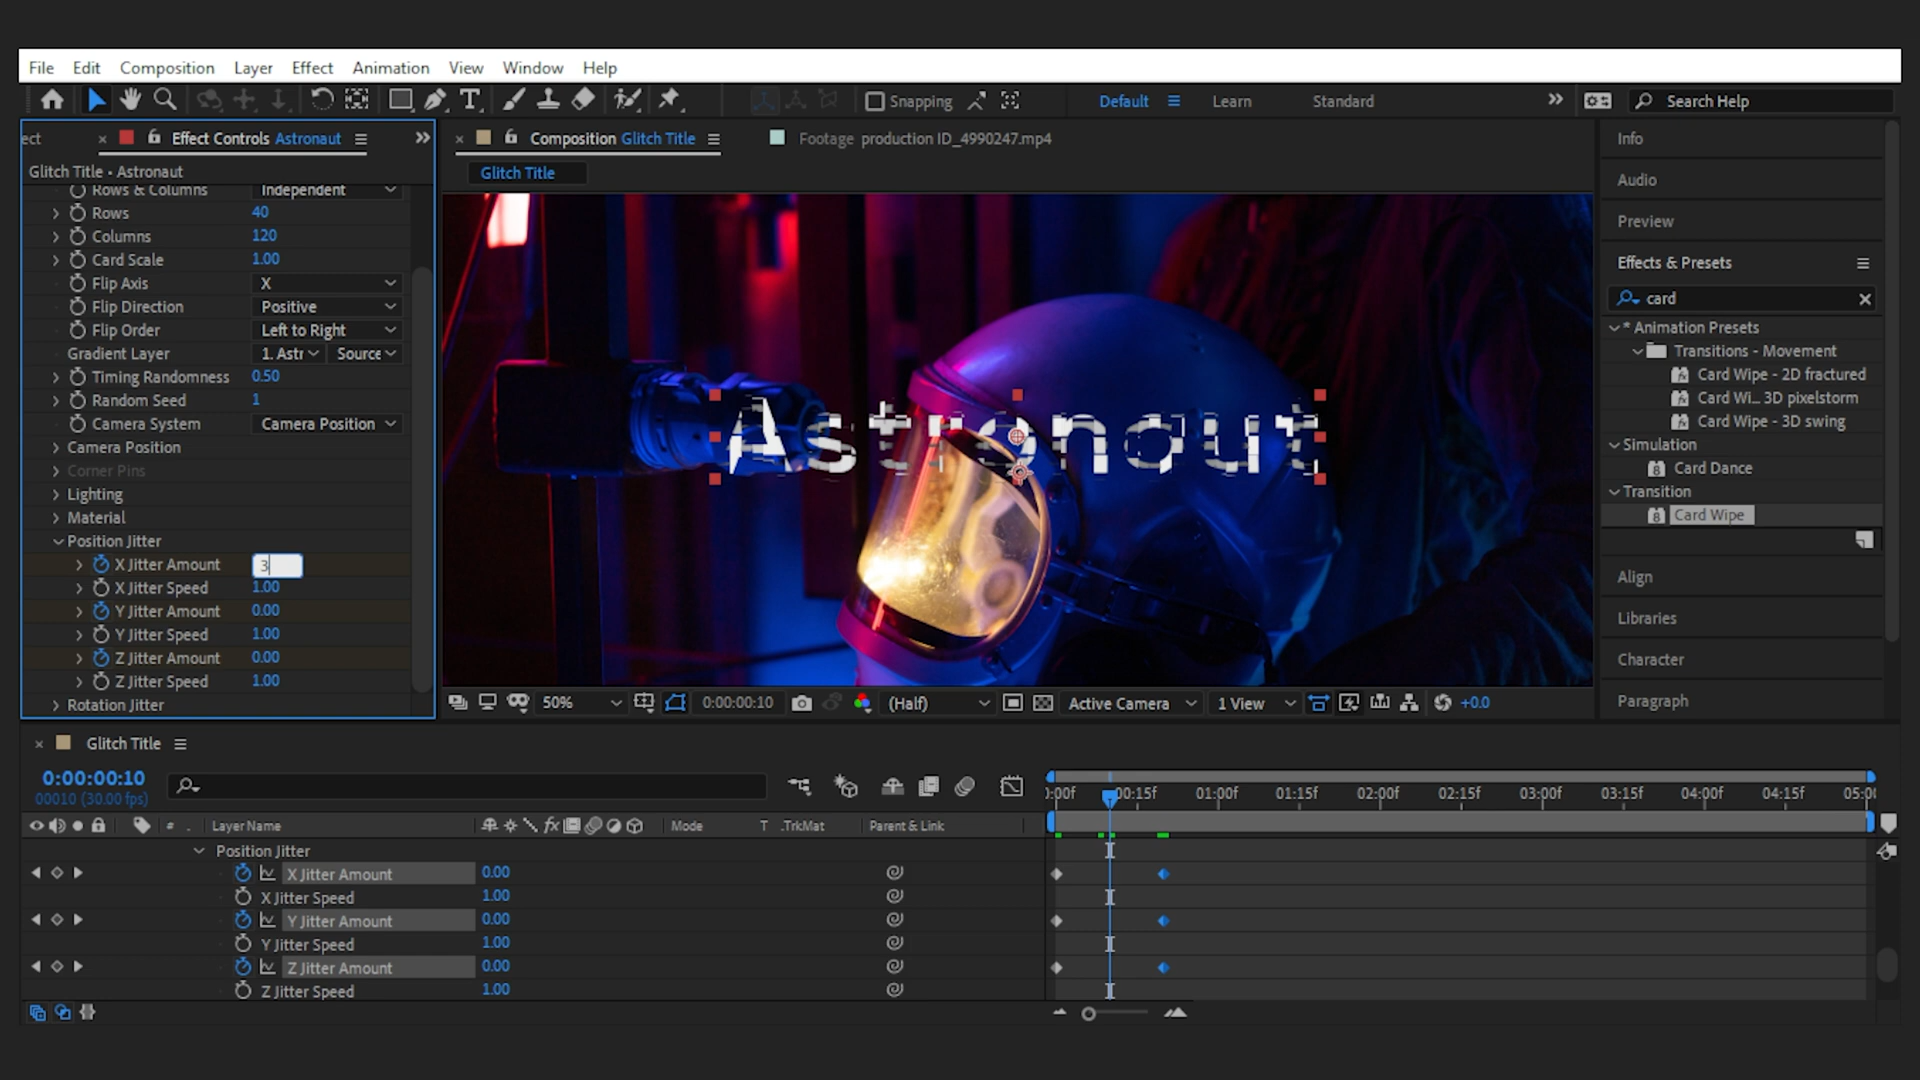 File Edit Composition Layer Effect Animation View Window Help
Snapping Default Learn Standard Search Help
ect Effect Controls Astronaut
Glitch Title • Astronaut
Rows & Columns Independent
Rows 40
Columns 120
Card Scale 1.00
Flip Axis X
Flip Direction Positive
Flip Order Left to Right
Gradient Layer 1. Astr Source
Timing Randomness 0.50
Random Seed 1
Camera System Camera Position
Camera Position
Corner Pins
Lighting
Material
Position Jitter
X Jitter Amount 3
X Jitter Speed 1.00
Y Jitter Amount 0.00
Y Jitter Speed 1.00
Z Jitter Amount 0.00
Z Jitter Speed 1.00
Rotation Jitter
Composition Glitch Title Footage production ID_4990247.mp4
Glitch Title
Astronaut
50% 0:00:00:10 (Half) Active Camera 1 View +0.0
Info
Audio
Preview
Effects & Presets
card
* Animation Presets
Transitions - Movement
Card Wipe - 2D fractured
Card Wi... 3D pixelstorm
Card Wipe - 3D swing
Simulation
8 Card Dance
Transition
8 Card Wipe
Align
Libraries
Character
Paragraph
Glitch Title
0:00:00:10
00010 (30.00 fps)
):00f 00:15f 01:00f 01:15f 02:00f 02:15f 03:00f 03:15f 04:00f 04:15f 05:00
# . Layer Name fx Mode T .TrkMat Parent & Link
Position Jitter
X Jitter Amount 0.00
X Jitter Speed 1.00
Y Jitter Amount 0.00
Y Jitter Speed 1.00
Z Jitter Amount 0.00
Z Jitter Speed 1.00